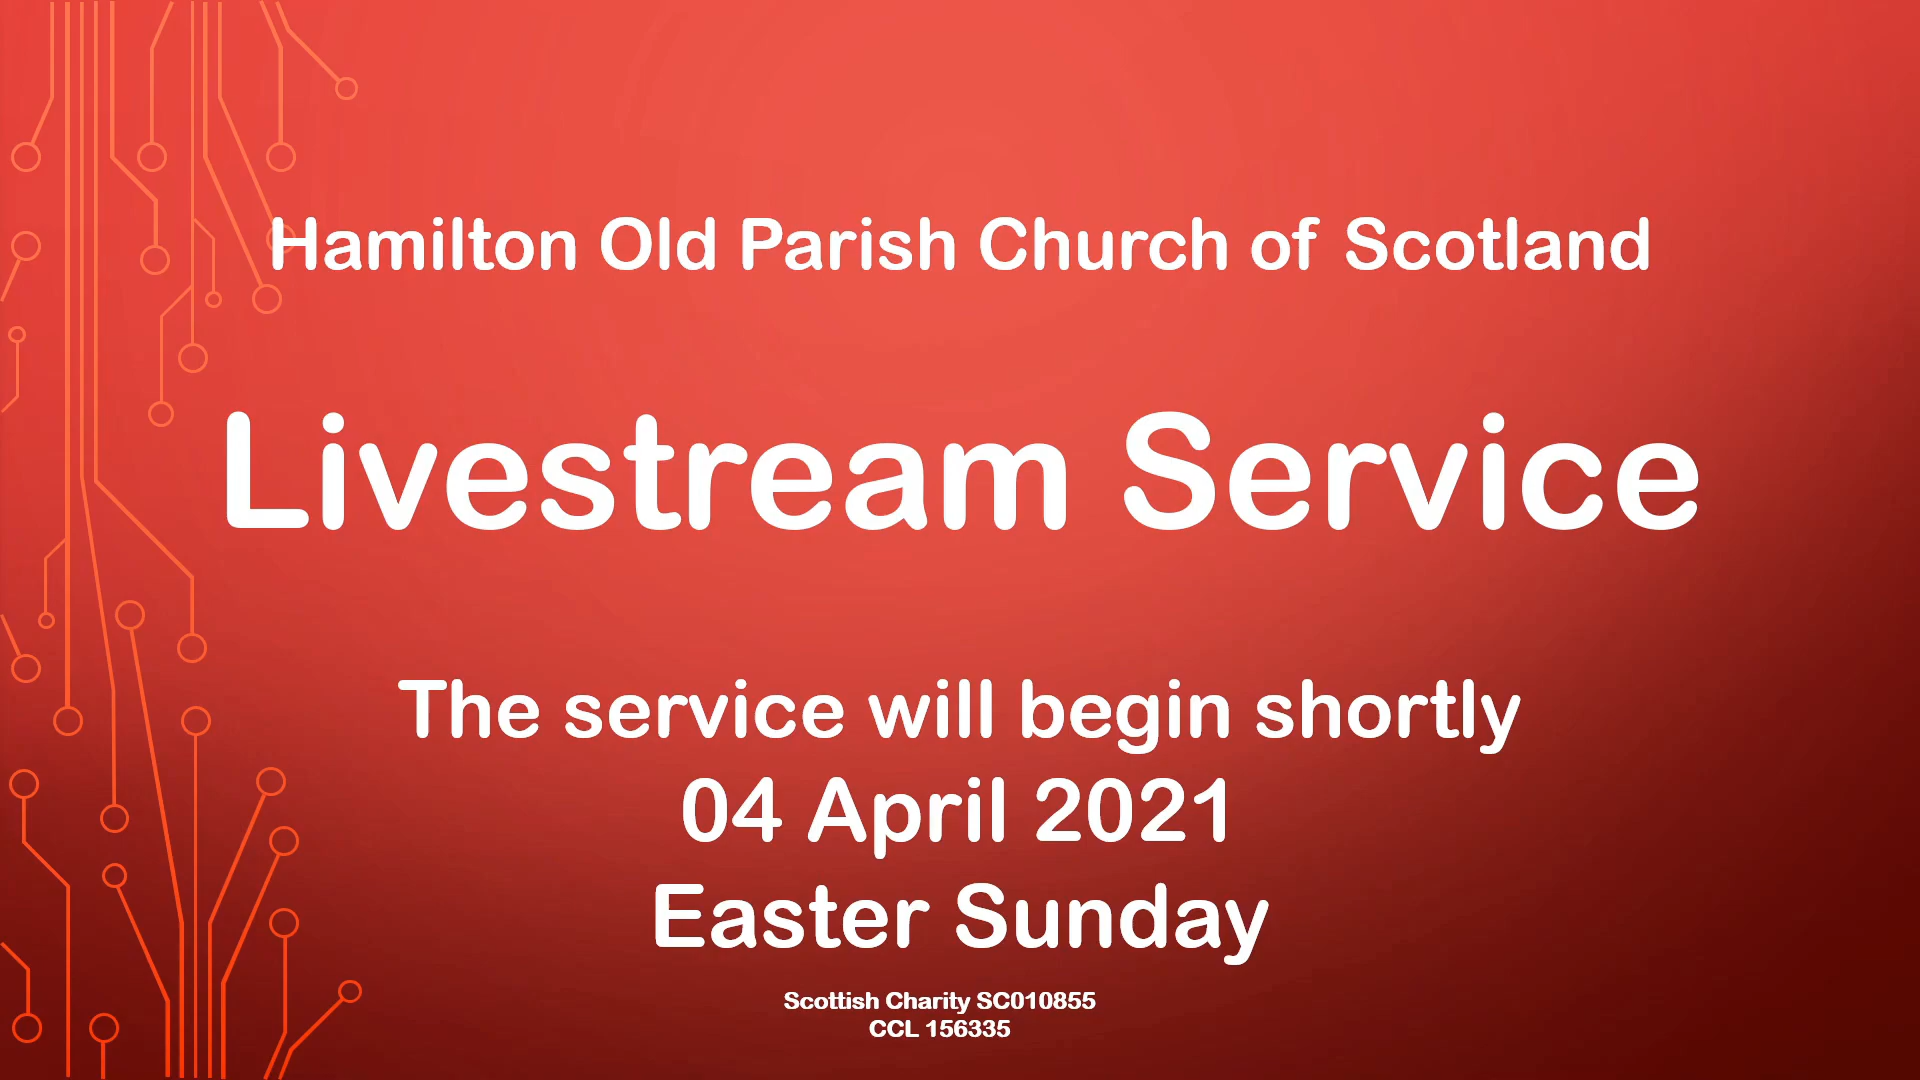 Hamilton Old Parish Church of Scotland
Livestream Service
The service will begin shortly
04 April 2021
Easter Sunday
Scottish Charity SC010855
CCL 156335